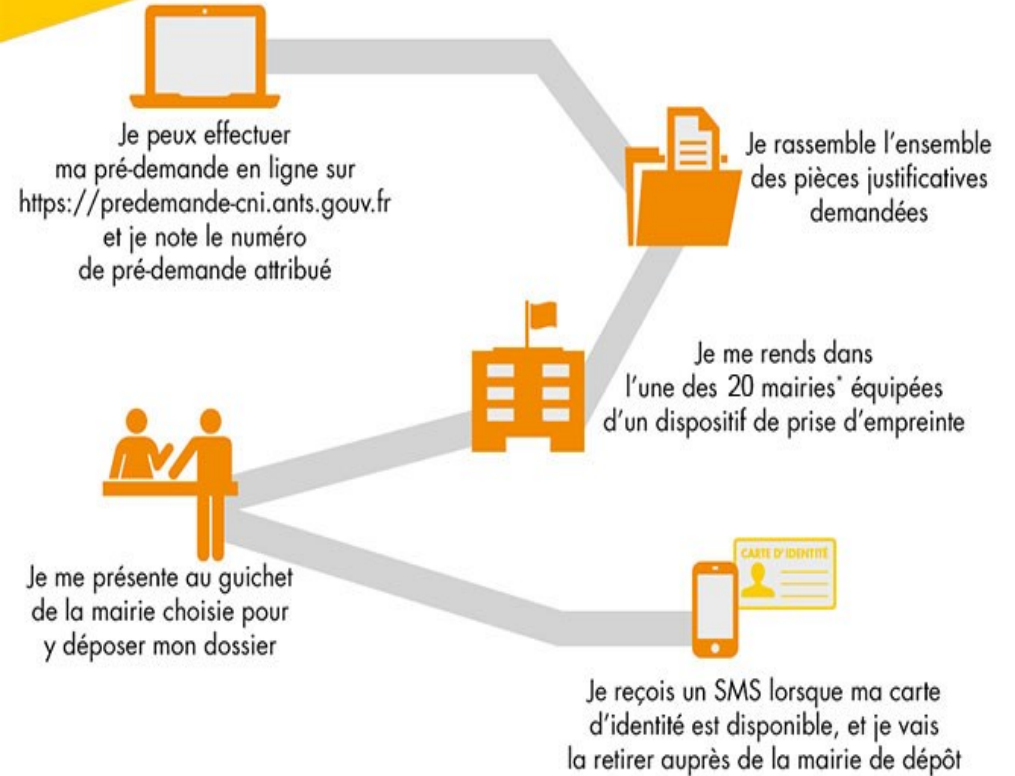 Je peux effectuer
ma pré-demande en ligne sur
https://predemande-cni.ants.gouv.fr
et je note le numéro
de pré-demande attribué
Je rassemble l'ensemble
des pièces justificatives
demandées
Je me rends dans
l'une des 20 mairies* équipées
d'un dispositif de prise d'empreinte
Je me présente au guichet
de la mairie choisie pour
y déposer mon dossier
CARTE D'IDENTITÉ
Je reçois un SMS lorsque ma carte
d'identité est disponible, et je vais
la retirer auprès de la mairie de dépôt